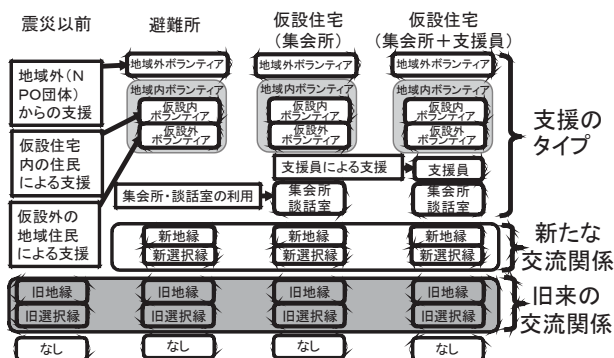 震災以前
避難所
仮設住宅
(集会所)
仮設住宅
(集会所＋支援員)
地域外(N
PO団体)
からの支援
仮設住宅
内の住民
による支援
仮設外の
地域住民
による支援
地域外ボランティア
地域外ボランティア
地域外ボランティア
地域内ボランティア
地域内ボランティア
地域内ボランティア
仮設内
ボランティア
仮設内
ボランティア
仮設内
ボランティア
仮設外
ボランティア
仮設外
ボランティア
仮設外
ボランティア
支援員による支援
支援員
集会所・談話室の利用
集会所
談話室
集会所
談話室
支援の
タイプ
新地縁
新地縁
新地縁
新選択縁
新選択縁
新選択縁
新たな
交流関係
旧地縁
旧地縁
旧地縁
旧地縁
旧選択縁
旧選択縁
旧選択縁
旧選択縁
旧来の
交流関係
なし
なし
なし
なし